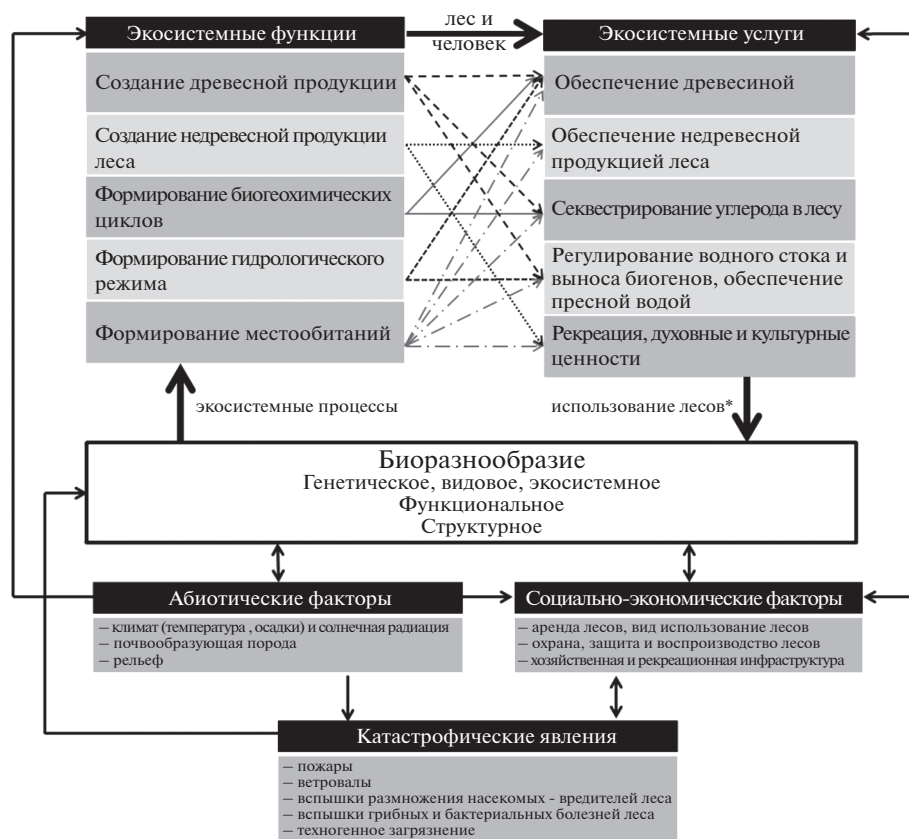 Экосистемные функции
лес и
человек
Экосистемные услуги
Создание древесной продукции
Создание недревесной продукции
леса
Формирование биогеохимических
циклов
Формирование гидрологического
режима
Формирование местообитаний
Обеспечение древесиной
Обеспечение недревесной
продукцией леса
Секвестрирование углерода в лесу
Регулирование водного стока и
выноса биогенов, обеспечение
пресной водой
Рекреация, духовные и культурные
ценности
экосистемные процессы
использование лесов*
Биоразнообразие
Генетическое, видовое, экосистемное
Функциональное
Структурное
Абиотические факторы
– климат (температура , осадки) и солнечная радиация
– почвообразующая порода
– рельеф
Социально-экономические факторы
– аренда лесов, вид использование лесов
– охрана, защита и воспроизводство лесов
– хозяйственная и рекреационная инфраструктура
Катастрофические явления
– пожары
– ветровалы
– вспышки размножения насекомых - вредителей леса
– вспышки грибных и бактериальных болезней леса
– техногенное загрязнение